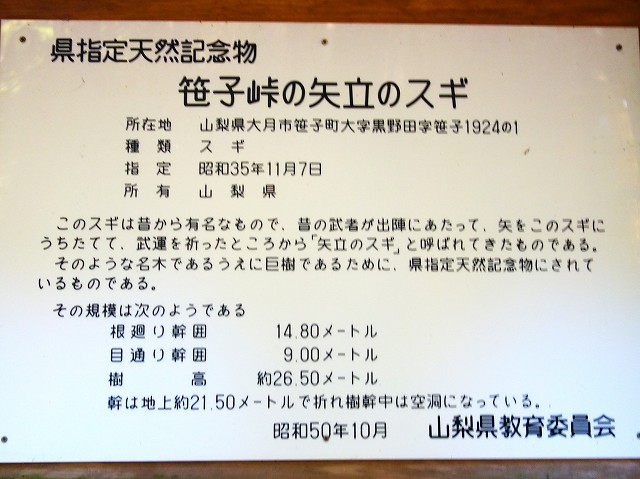 県指定天然記念物
笹子峠の矢立のスギ
所在地　山梨県大月市笹子町大字黒野田字笹子1924の1
種類　スギ
指定　昭和35年11月7日
所有　山梨県
このスギは昔から有名なもので、昔の武者が出陣にあたって、矢をこのスギに
うちたてて、武運を祈ったところから「矢立のスギ」と呼ばれてきたものである。
そのような名木であるうえに巨樹であるために、県指定天然記念物にされて
いるものである。
その規模は次のようである
根廻り幹囲　14.80メートル
目通り幹囲　9.00メートル
樹高　約26.50メートル
幹は地上約21.50メートルで折れ樹幹中は空洞になっている。
昭和50年10月　山梨県教育委員会